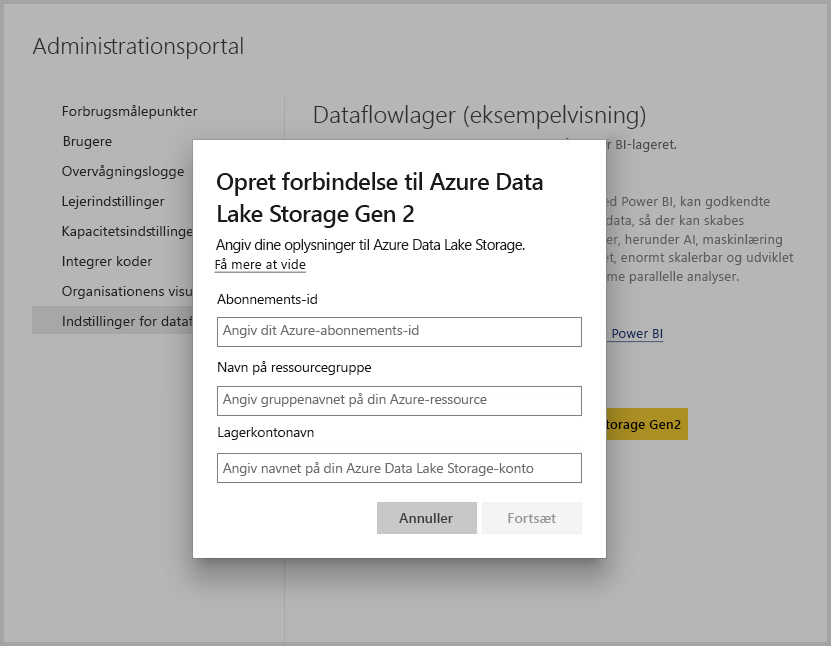 Administrationsportal
Forbrugsmålepunkter
Brugere
Overvågningslogge
Lejerindstillinger
Kapacitetsindstillinge
Integrer koder
Organisationens visu
Indstillinger for dataf
Dataflowlager (eksempelvisning)
r BI-lageret.
ed Power BI, kan godkendte
data, så der kan skabes
er, herunder AI, maskinlæring
et, enormt skalerbar og udviklet
me parallelle analyser.
Power BI
torage Gen2
Opret forbindelse til Azure Data
Lake Storage Gen 2
Angiv dine oplysninger til Azure Data Lake Storage.
Få mere at vide
Abonnements-id
Angiv dit Azure-abonnements-id
Navn på ressourcegruppe
Angiv gruppenavnet på din Azure-ressource
Lagerkontonavn
Angiv navnet på din Azure Data Lake Storage-konto
Annuller
Fortsæt